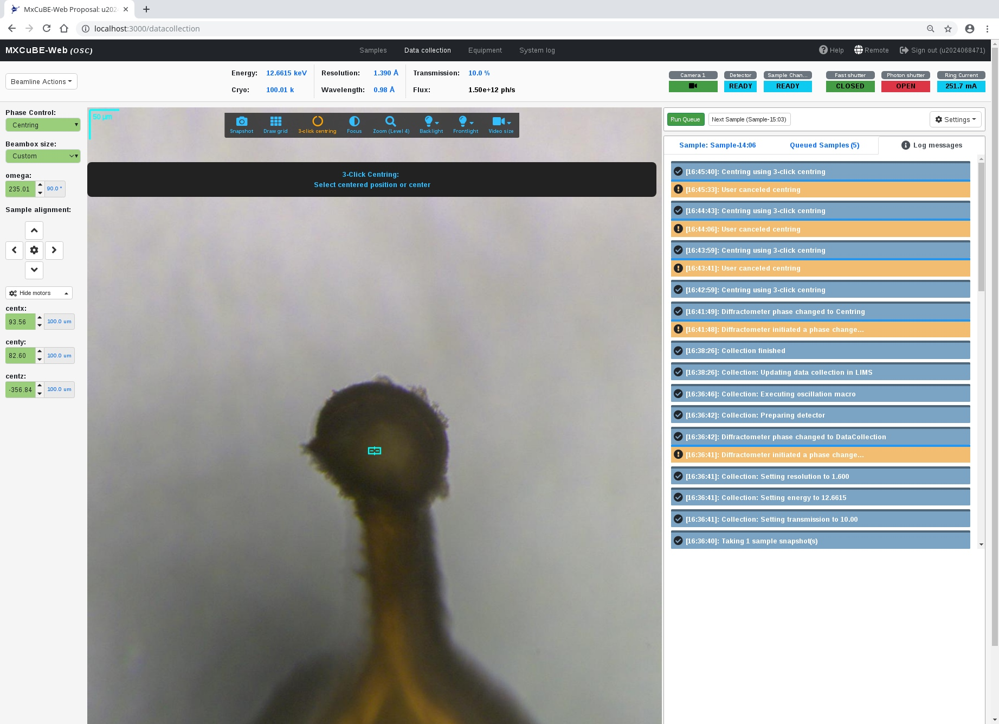 MxCuBE-Web Proposal: u202
localhost:3000/datacollection
MXCuBE-Web (OSC)
Samples
Data collection
Equipment
System log
Help
Remote
Sign out (u2024068471)
Beamline Actions
Energy: 12.6615 keV
Resolution: 1.390 Å
Transmission: 10.0 %
Cryo: 100.01 k
Wavelength: 0.98 Å
Flux: 1.50e+12 ph/s
Camera 1
Detector
READY
Sample Chan...
READY
Fast shutter
CLOSED
Photon shutter
OPEN
Ring Current
251.7 mA
Phase Control:
Centring
Beambox size:
Custom
omega:
235.01 90.0 °
Sample alignment:
Hide motors
centx:
93.56 100.0 um
centy:
82.60 100.0 um
centz:
-356.84 100.0 um
50 µm
Snapshot
Draw grid
3-click centring
Focus
Zoom (Level 4)
Backlight
Frontlight
Video size
3-Click Centring:
Select centered position or center
Run Queue
Next Sample (Sample-15:03)
Settings
Sample: Sample-14:06
Queued Samples (5)
Log messages
[16:45:40]: Centring using 3-click centring
[16:45:33]: User canceled centring
[16:44:43]: Centring using 3-click centring
[16:44:06]: User canceled centring
[16:43:59]: Centring using 3-click centring
[16:43:41]: User canceled centring
[16:42:59]: Centring using 3-click centring
[16:41:49]: Diffractometer phase changed to Centring
[16:41:48]: Diffractometer initiated a phase change...
[16:38:26]: Collection finished
[16:38:26]: Collection: Updating data collection in LIMS
[16:36:46]: Collection: Executing oscillation macro
[16:36:42]: Collection: Preparing detector
[16:36:42]: Diffractometer phase changed to DataCollection
[16:36:41]: Diffractometer initiated a phase change...
[16:36:41]: Collection: Setting resolution to 1.600
[16:36:41]: Collection: Setting energy to 12.6615
[16:36:41]: Collection: Setting transmission to 10.00
[16:36:40]: Taking 1 sample snapshot(s)